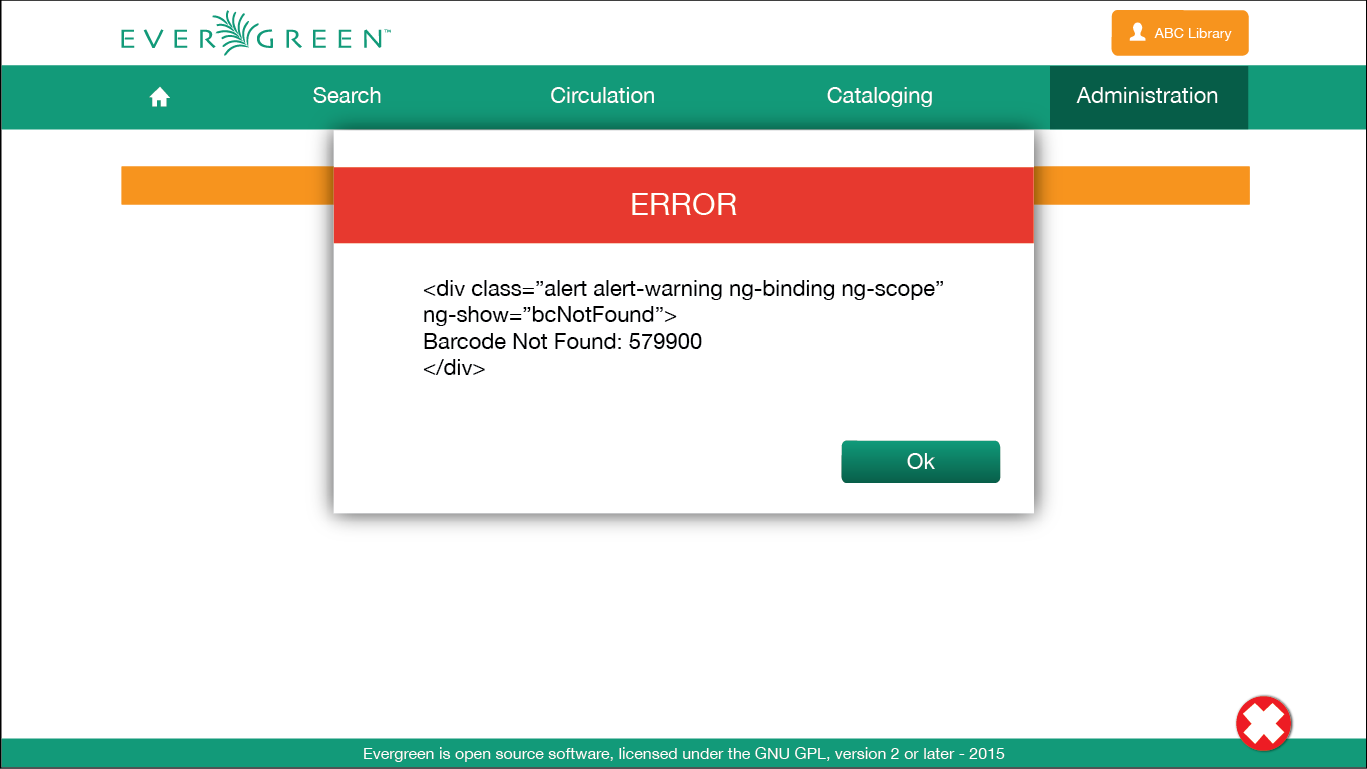 EVERGREEN™
ABC Library
Search
Circulation
Cataloging
Administration
ERROR
<div class=”alert alert-warning ng-binding ng-scope”
ng-show=”bcNotFound”>
Barcode Not Found: 579900
</div>
Ok
Evergreen is open source software, licensed under the GNU GPL, version 2 or later - 2015